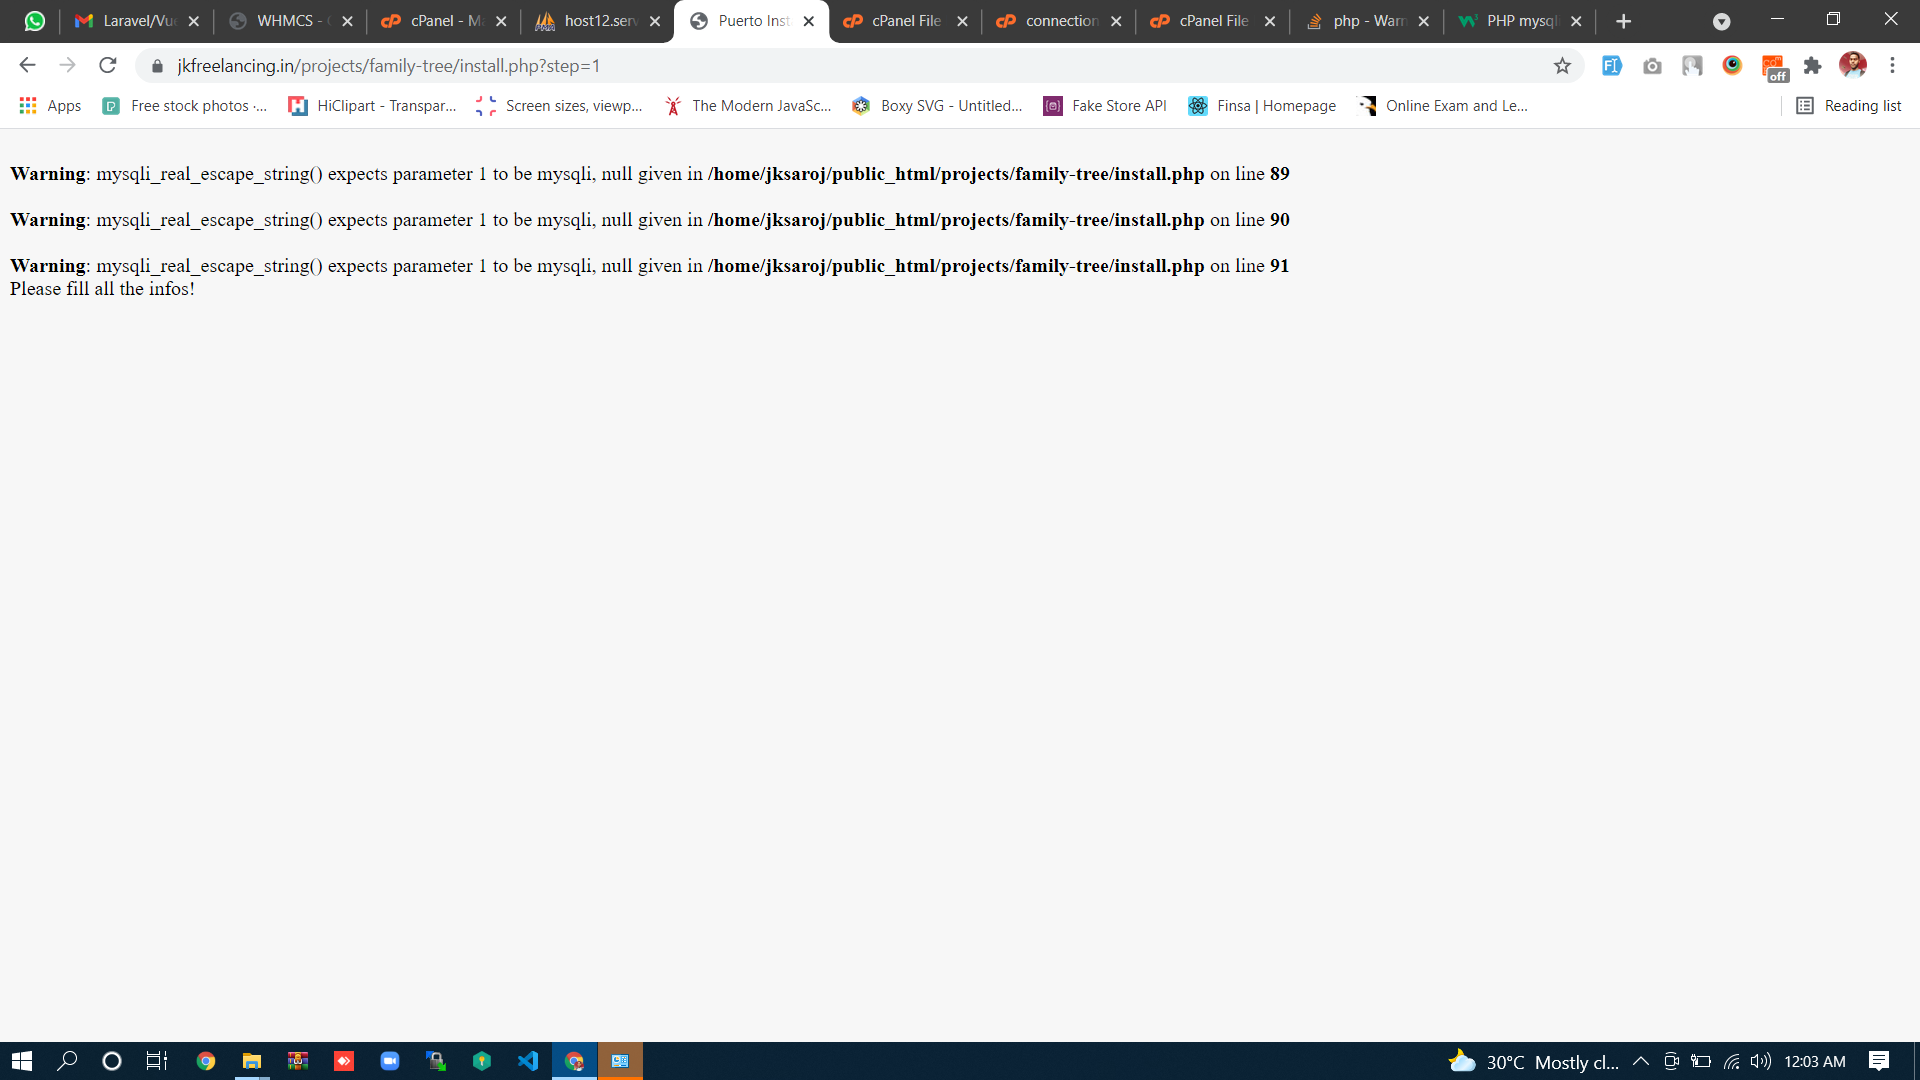 Laravel/Vue
WHMCS -
cPanel - Ma
host12.serv
Puerto Inst
cPanel File
connection
cPanel File
php - Warn
PHP mysqli
jkfreelancing.in/projects/family-tree/install.php?step=1
off
Apps
Free stock photos ·...
HiClipart - Transpar...
Screen sizes, viewp...
The Modern JavaSc...
Boxy SVG - Untitled...
Fake Store API
Finsa | Homepage
Online Exam and Le...
Reading list
Warning: mysqli_real_escape_string() expects parameter 1 to be mysqli, null given in /home/jksaroj/public_html/projects/family-tree/install.php on line 89
Warning: mysqli_real_escape_string() expects parameter 1 to be mysqli, null given in /home/jksaroj/public_html/projects/family-tree/install.php on line 90
Warning: mysqli_real_escape_string() expects parameter 1 to be mysqli, null given in /home/jksaroj/public_html/projects/family-tree/install.php on line 91
Please fill all the infos!
30°C Mostly cl...
12:03 AM